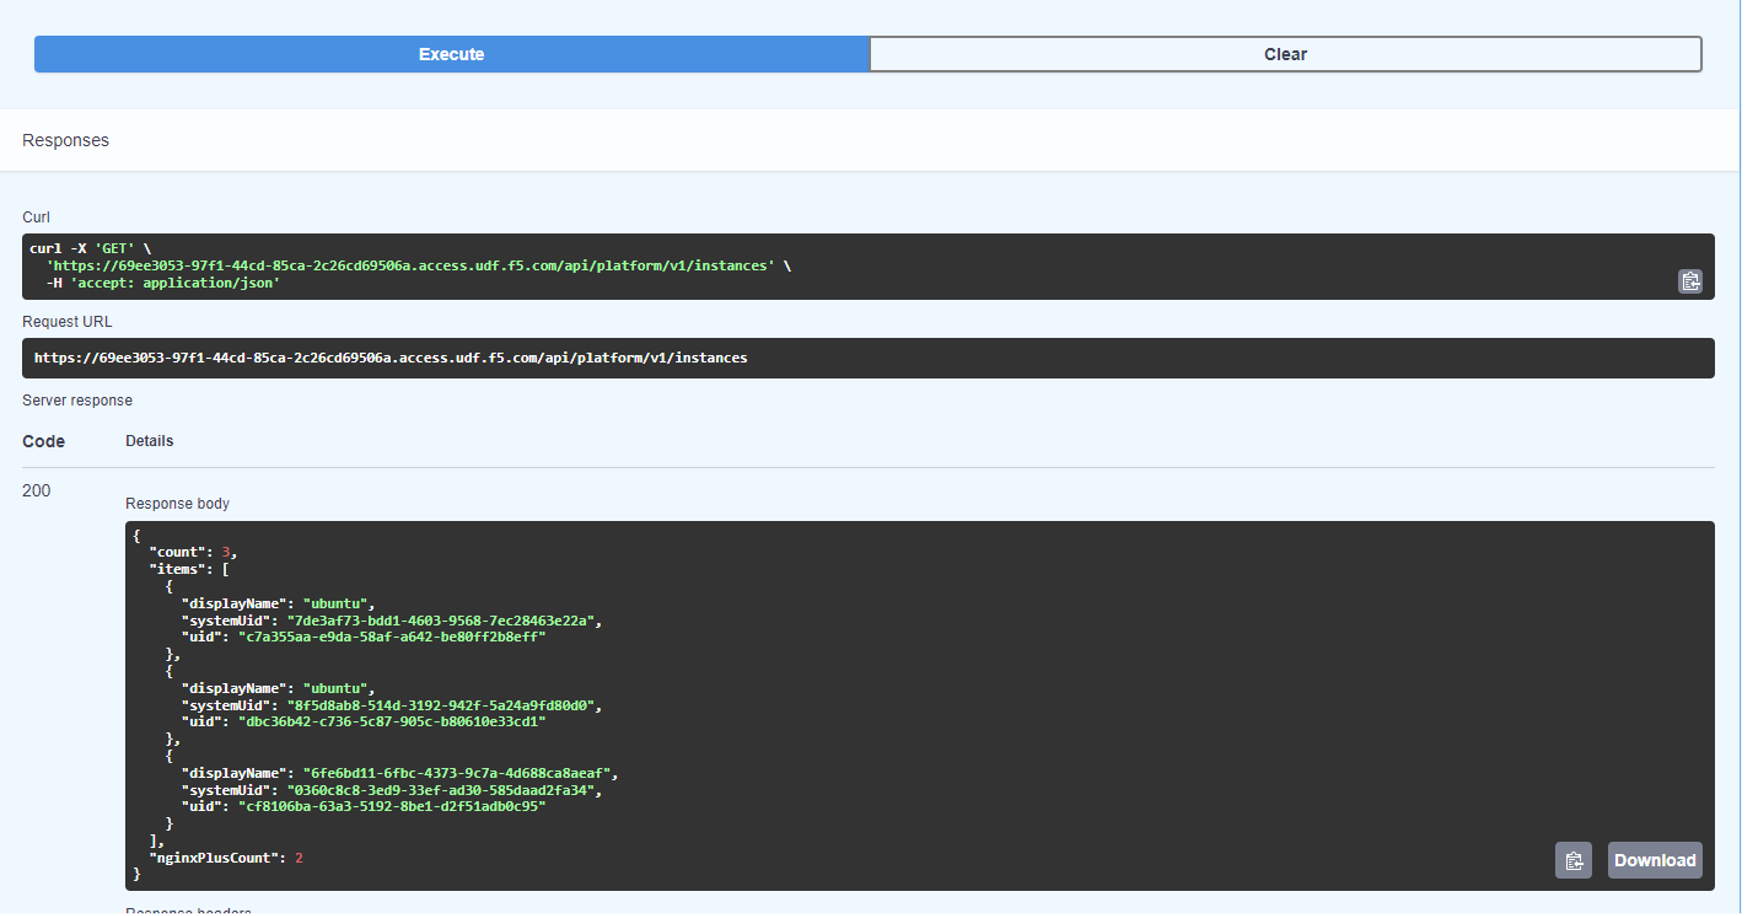 Execute
Clear
Responses
Curl
curl -X 'GET' \
'https://69ee3053-97f1-44cd-85ca-2c26cd69506a.access.udf.f5.com/api/platform/v1/instances' \
-H 'accept: application/json'
Request URL
https://69ee3053-97f1-44cd-85ca-2c26cd69506a.access.udf.f5.com/api/platform/v1/instances
Server response
Code Details
200
Response body
{
"count": 3,
"items": [
{
"displayName": "ubuntu",
"systemUid": "7de3af73-bdd1-4603-9568-7ec28463e22a",
"uid": "c7a355aa-e9da-58af-a642-be80ff2b8eff"
},
{
"displayName": "ubuntu",
"systemUid": "8f5d8ab8-514d-3192-942f-5a24a9fd80d0",
"uid": "dbc36b42-c736-5c87-905c-b80610e33cd1"
},
{
"displayName": "6fe6bd11-6fbc-4373-9c7a-4d688ca8aeaf",
"systemUid": "0360c8c8-3ed9-33ef-ad30-585daad2fa34",
"uid": "cf8106ba-63a3-5192-8be1-d2f51adb0c95"
}
],
"nginxPlusCount": 2
}
Download
Response headers